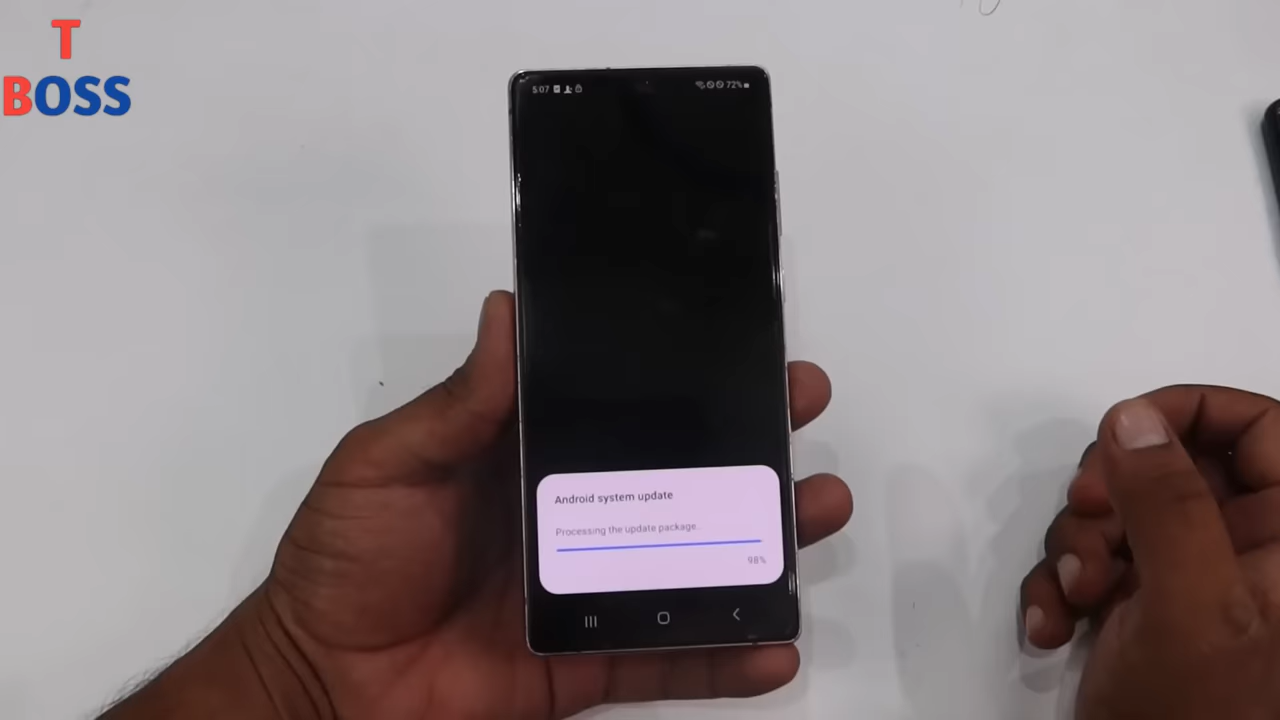 T
BOSS
5:07
72%
Android system update
Processing the update package.
98%